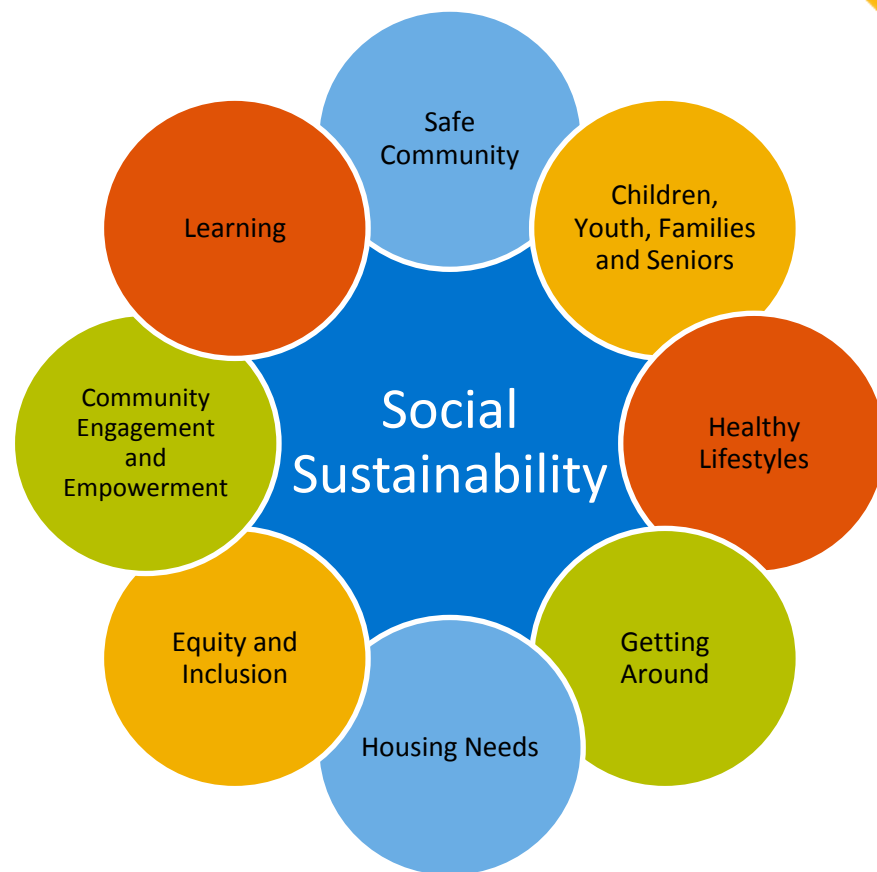 Safe
Community
Children,
Youth, Families
and Seniors
Healthy
Lifestyles
Getting
Around
Housing Needs
Equity and
Inclusion
Community
Engagement
and
Empowerment
Learning
Social
Sustainability